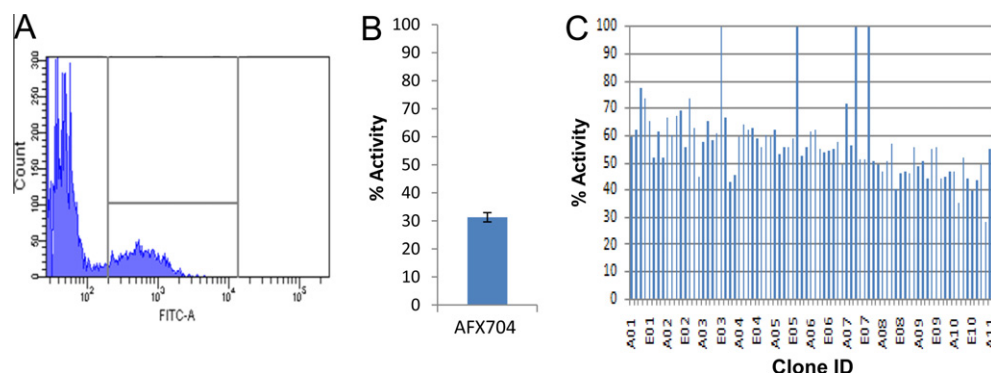 A
Count
300
250
200
150
100
50
0
10²
10³
10⁴
10⁵
FITC-A
B
% Activity
100
90
80
70
60
50
40
30
20
10
0
AFX704
C
% Activity
100
90
80
70
60
50
40
30
20
10
0
A01
E01
A02
E02
A03
E03
A04
E04
A05
E05
A06
E06
A07
E07
A08
E08
A09
E09
A10
E10
A11
Clone ID